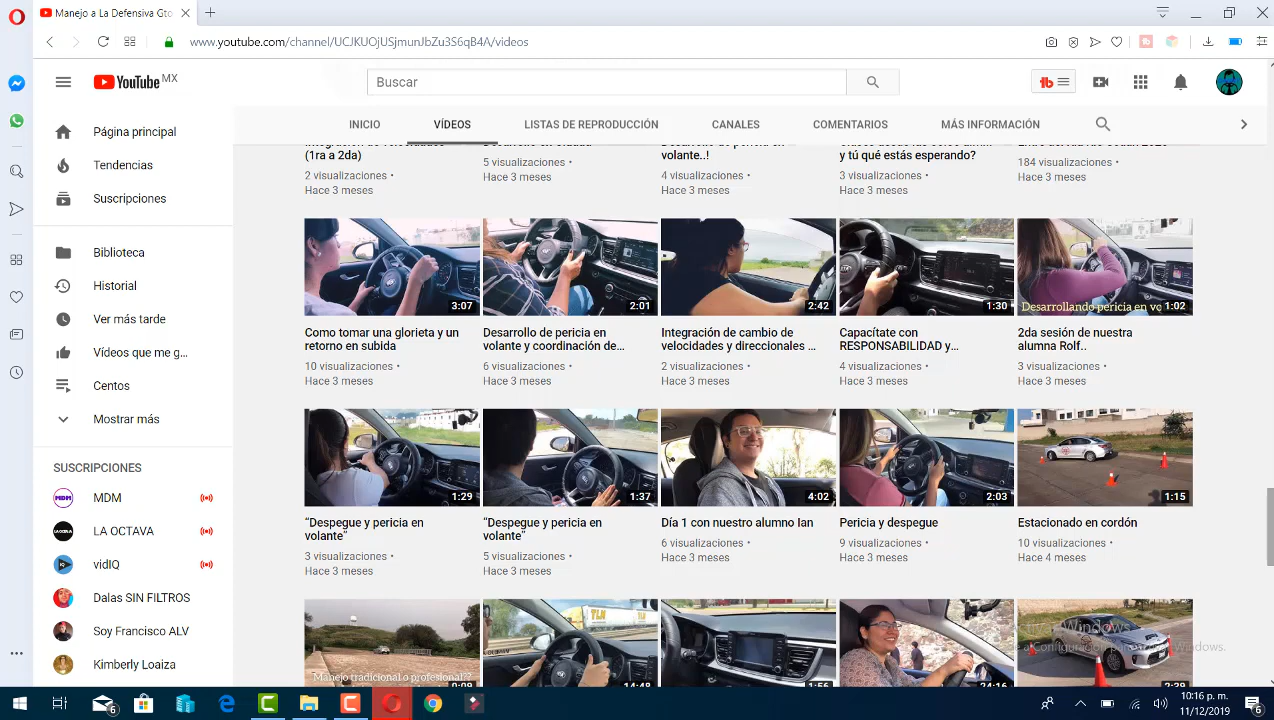 Manejo a La Defensiva Gto
www.youtube.com/channel/UCJKUOjUSjmunJbZu3S6qB4A/videos
YouTube MX
Buscar
INICIO VÍDEOS LISTAS DE REPRODUCCIÓN CANALES COMENTARIOS MÁS INFORMACIÓN
Página principal
Tendencias
Suscripciones
Biblioteca
Historial
Ver más tarde
Vídeos que me g...
Centos
Mostrar más
SUSCRIPCIONES
MDM
LA OCTAVA
vidIQ
Dalas SIN FILTROS
Soy Francisco ALV
Kimberly Loaiza
(1ra a 2da)
2 visualizaciones •
Hace 3 meses
5 visualizaciones •
Hace 3 meses
volante..!
4 visualizaciones •
Hace 3 meses
y tú qué estás esperando?
3 visualizaciones •
Hace 3 meses
184 visualizaciones •
Hace 3 meses
3:07
Como tomar una glorieta y un
retorno en subida
10 visualizaciones •
Hace 3 meses
2:01
Desarrollo de pericia en
volante y coordinación de...
6 visualizaciones •
Hace 3 meses
2:42
Integración de cambio de
velocidades y direccionales ...
2 visualizaciones •
Hace 3 meses
1:30
Capacítate con
RESPONSABILIDAD y...
4 visualizaciones •
Hace 3 meses
Desarrollando pericia en vo
1:02
2da sesión de nuestra
alumna Rolf..
3 visualizaciones •
Hace 3 meses
1:29
“Despegue y pericia en
volante”
3 visualizaciones •
Hace 3 meses
1:37
“Despegue y pericia en
volante”
5 visualizaciones •
Hace 3 meses
4:02
Día 1 con nuestro alumno Ian
6 visualizaciones •
Hace 3 meses
2:03
Pericia y despegue
9 visualizaciones •
Hace 3 meses
1:15
Estacionado en cordón
10 visualizaciones •
Hace 4 meses
Manejo tradicional o profesional??
0:09
14:48
1:56
24:16
2:39
Windows
10:16 p. m.
11/12/2019